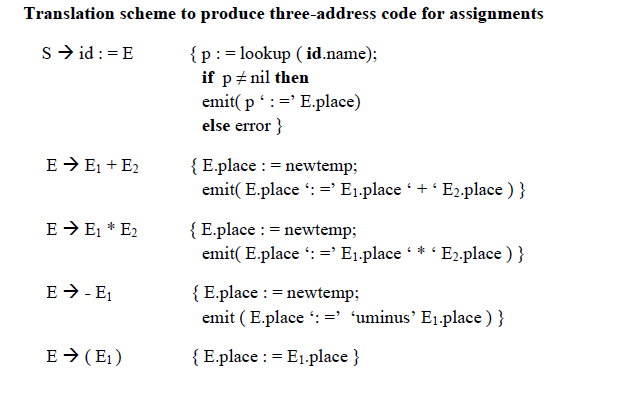 Translation scheme to produce three-address code for assignments
S → id : = E { p : = lookup ( id.name);
if p ≠ nil then
emit( p ‘ : =’ E.place)
else error }
E → E₁ + E₂ { E.place : = newtemp;
emit( E.place ‘: =’ E₁.place ‘ + ‘ E₂.place ) }
E → E₁ * E₂ { E.place : = newtemp;
emit( E.place ‘: =’ E₁.place ‘ * ‘ E₂.place ) }
E → - E₁ { E.place : = newtemp;
emit ( E.place ‘: =’ ‘uminus’ E₁.place ) }
E → ( E₁ ) { E.place : = E₁.place }